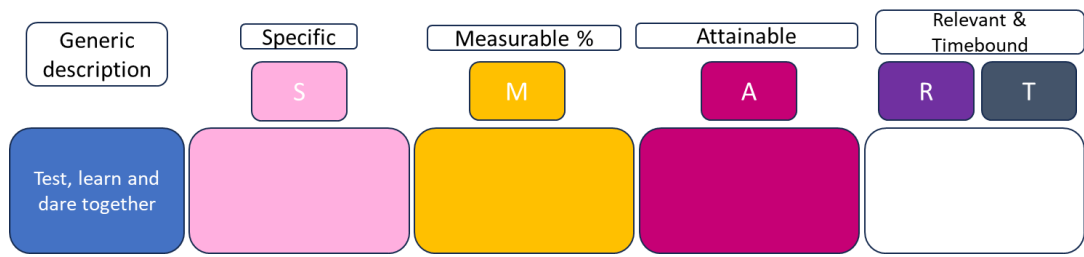 Generic
description
Specific
Measurable %
Attainable
Relevant &
Timebound
S
M
A
R
T
Test, learn and
dare together